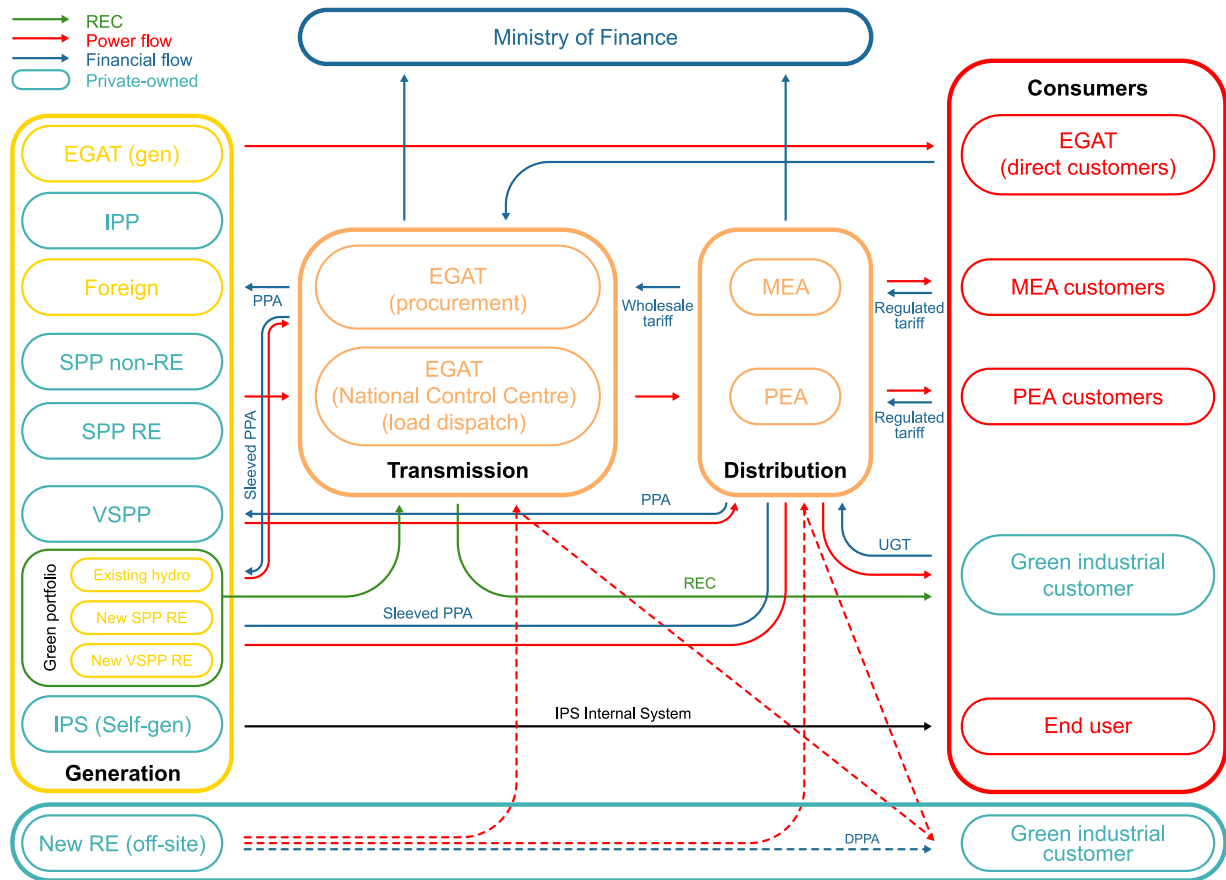 REC
Power flow
Financial flow
Private-owned
Ministry of Finance
Consumers
EGAT (gen)
IPP
Foreign
SPP non-RE
SPP RE
VSPP
Green portfolio
Existing hydro
New SPP RE
New VSPP RE
IPS (Self-gen)
Generation
New RE (off-site)
PPA
Sleeved PPA
EGAT
(procurement)
EGAT
(National Control Centre)
(load dispatch)
Transmission
Wholesale
tariff
MEA
PEA
Distribution
Regulated
tariff
Regulated
tariff
PPA
UGT
REC
Sleeved PPA
IPS Internal System
DPPA
EGAT
(direct customers)
MEA customers
PEA customers
Green industrial
customer
End user
Green industrial
customer